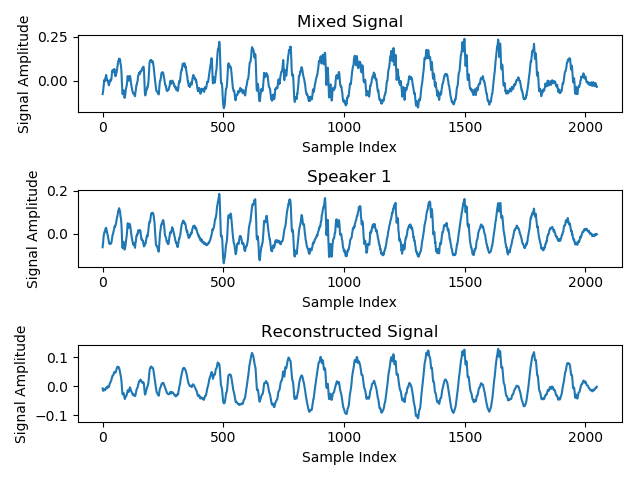 Mixed Signal
Signal Amplitude
0.25
0.00
0 500 1000 1500 2000
Sample Index
Speaker 1
Signal Amplitude
0.2
0.0
0 500 1000 1500 2000
Sample Index
Reconstructed Signal
Signal Amplitude
0.1
0.0
−0.1
0 500 1000 1500 2000
Sample Index